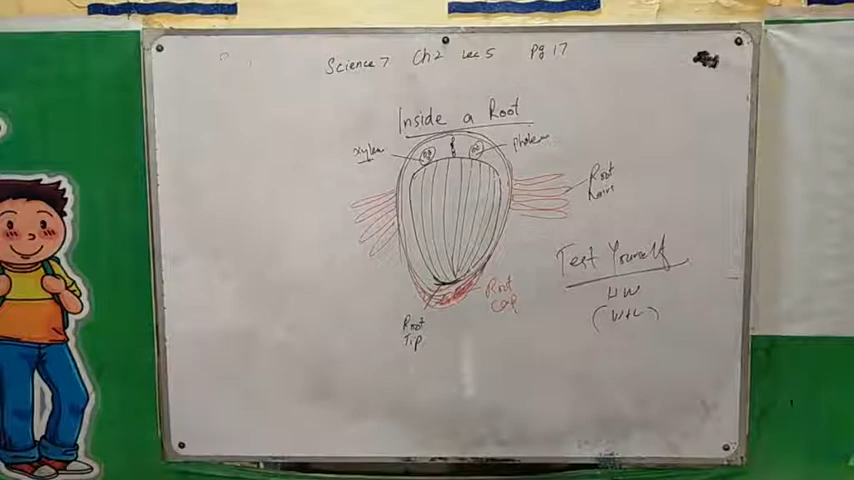 Science 7 Ch 2 Lec 5 Pg 17
Inside a Root
xylem
phloem
Root
hairs
Test Yourself
HW
(W+L)
Root
Cap
Root
Tip